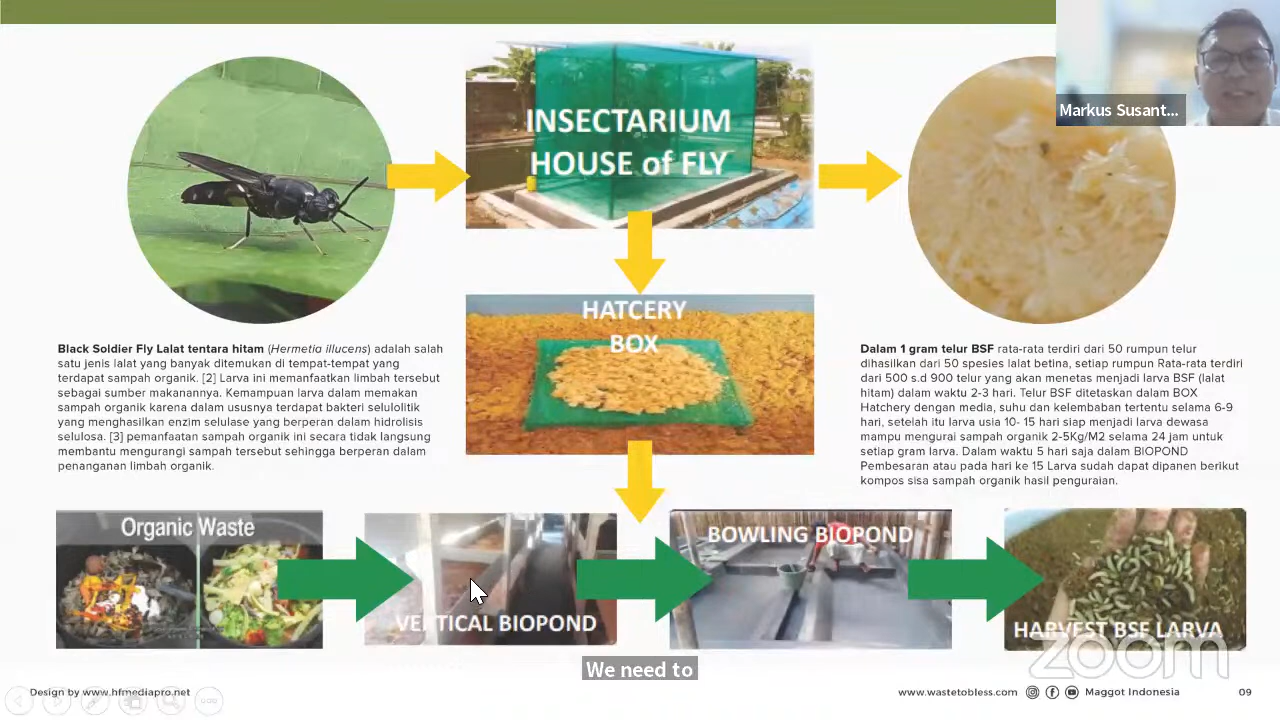 INSECTARIUM
HOUSE of FLY
Markus Susant...
HATCERY
BOX
Black Soldier Fly Lalat tentara hitam (Hermetia illucens) adalah salah
satu jenis lalat yang banyak ditemukan di tempat-tempat yang
terdapat sampah organik. [2] Larva ini memanfaatkan limbah tersebut
sebagai sumber makanannya. Kemampuan larva dalam memakan
sampah organik karena dalam ususnya terdapat bakteri selulolitik
yang menghasilkan enzim selulase yang berperan dalam hidrolisis
selulosa. [3] pemanfaatan sampah organik ini secara tidak langsung
membantu mengurangi sampah tersebut sehingga berperan dalam
penanganan limbah organik.
Dalam 1 gram telur BSF rata-rata terdiri dari 50 rumpun telur
dihasilkan dari 50 spesies lalat betina, setiap rumpun Rata-rata terdiri
dari 500 s.d 900 telur yang akan menetas menjadi larva BSF (lalat
hitam) dalam waktu 2-3 hari. Telur BSF ditetaskan dalam BOX
Hatchery dengan media, suhu dan kelembaban tertentu selama 6-9
hari, setelah itu larva usia 10- 15 hari siap menjadi larva dewasa
mampu mengurai sampah organik 2-5Kg/M2 selama 24 jam untuk
setiap gram larva. Dalam waktu 5 hari saja dalam BIOPOND
Pembesaran atau pada hari ke 15 Larva sudah dapat dipanen berikut
kompos sisa sampah organik hasil penguraian.
Organic Waste
VERTICAL BIOPOND
BOWLING BIOPOND
HARVEST BSF LARVA
zoom
We need to
Design by www.hfmediapro.net
www.wastetobless.com
Maggot Indonesia
09